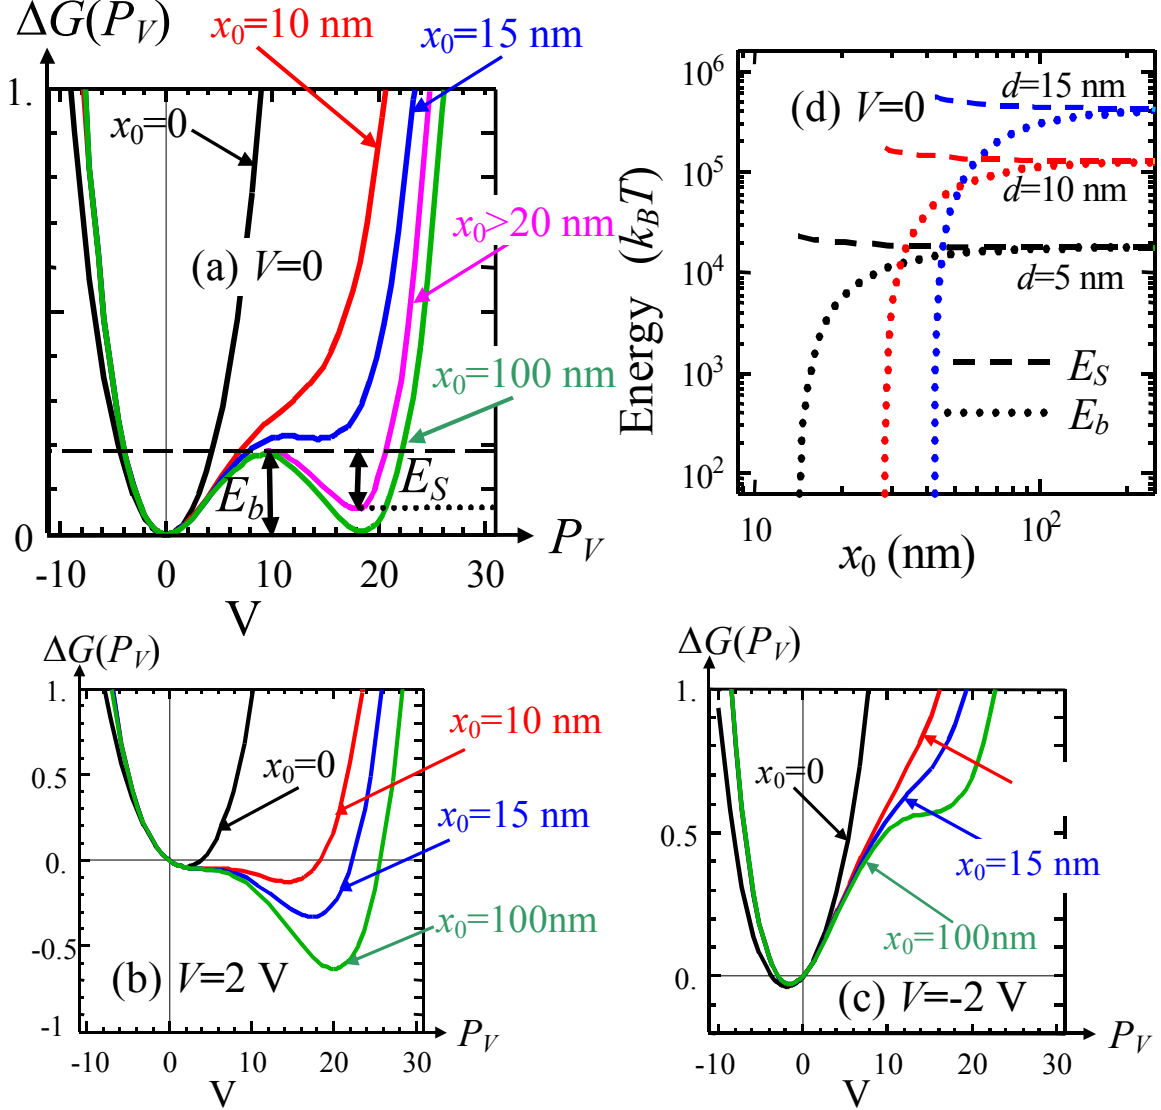 ΔG(P_V)
x₀=10 nm
x₀=15 nm
1.
x₀=0
x₀>20 nm
(a) V=0
x₀=100 nm
E_b
E_S
0
P_V
-10 0 10 20 30
V
10⁶
(d) V=0
d=15 nm
10⁵
d=10 nm
10⁴
d=5 nm
10³
E_S
E_b
10²
Energy (k_BT)
10 10²
x₀ (nm)
ΔG(P_V)
1.
x₀=10 nm
x₀=0
0.5
x₀=15 nm
0.
x₀=100nm
-0.5
(b) V=2 V
-1
P_V
-10 0 10 20 30
V
ΔG(P_V)
1.
x₀=0
0.5
x₀=15 nm
x₀=100nm
0.
(c) V=-2 V
P_V
-10 0 10 20 30
V